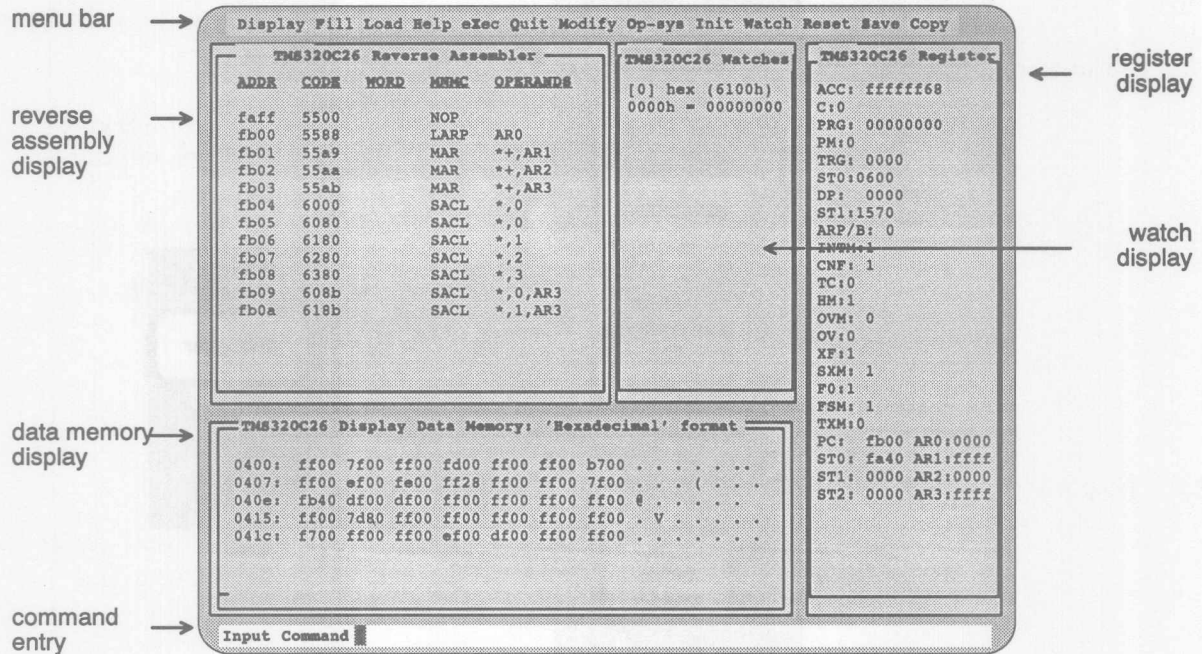 menu bar
Display Fill Load Help eXec Quit Modify Op-sys Init Watch Reset Save Copy
reverse
assembly
display
TMS320C26 Reverse Assembler
ADDR CODE WORD MNMC OPERANDS
faff 5500 NOP
fb00 5588 LARP AR0
fb01 55a9 MAR *+,AR1
fb02 55aa MAR *+,AR2
fb03 55ab MAR *+,AR3
fb04 6000 SACL *,0
fb05 6080 SACL *,0
fb06 6180 SACL *,1
fb07 6280 SACL *,2
fb08 6380 SACL *,3
fb09 608b SACL *,0,AR3
fb0a 618b SACL *,1,AR3
TMS320C26 Watches
[0] hex (6100h)
0000h = 00000000
TMS320C26 Register
ACC: ffffff68
C:0
PRG: 00000000
PM:0
TRG: 0000
ST0:0600
DP: 0000
ST1:1570
ARP/B: 0
INTM:1
CNF: 1
TC:0
HM:1
OVM: 0
OV:0
XF:1
SXM: 1
F0:1
FSM: 1
TXM:0
PC: fb00 AR0:0000
ST0: fa40 AR1:ffff
ST1: 0000 AR2:0000
ST2: 0000 AR3:ffff
register
display
watch
display
data memory
display
TMS320C26 Display Data Memory: 'Hexadecimal' format
0400: ff00 7f00 ff00 fd00 ff00 ff00 b700 . . . . . . .
0407: ff00 ef00 fe00 ff28 ff00 ff00 7f00 . . . ( . . .
040e: fb40 df00 df00 ff00 ff00 ff00 ff00 @ . . . . .
0415: ff00 7d80 ff00 ff00 ff00 ff00 ff00 . V . . . . .
041c: f700 ff00 ff00 ef00 df00 ff00 ff00 . . . . . . .
command
entry
Input Command